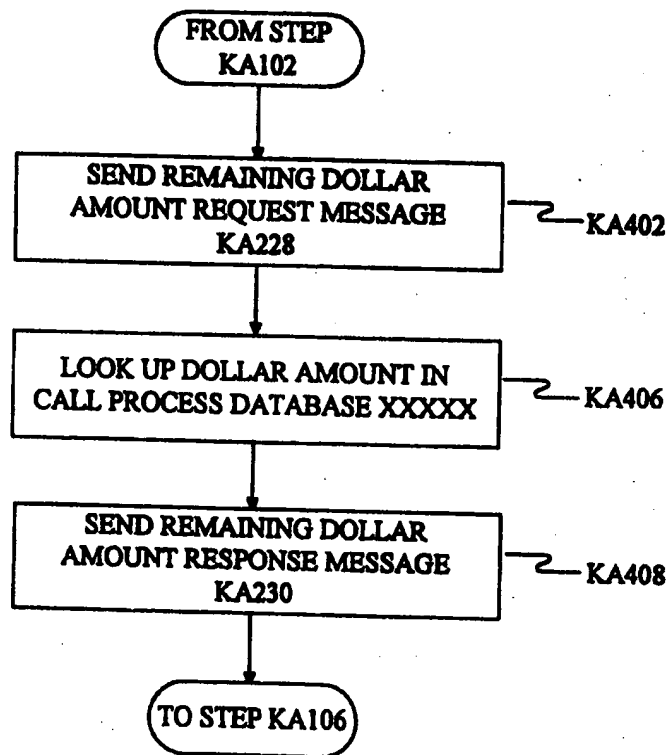 FROM STEP
KA102
SEND REMAINING DOLLAR
AMOUNT REQUEST MESSAGE
KA228
KA402
LOOK UP DOLLAR AMOUNT IN
CALL PROCESS DATABASE XXXXX
KA406
SEND REMAINING DOLLAR
AMOUNT RESPONSE MESSAGE
KA230
KA408
TO STEP KA106